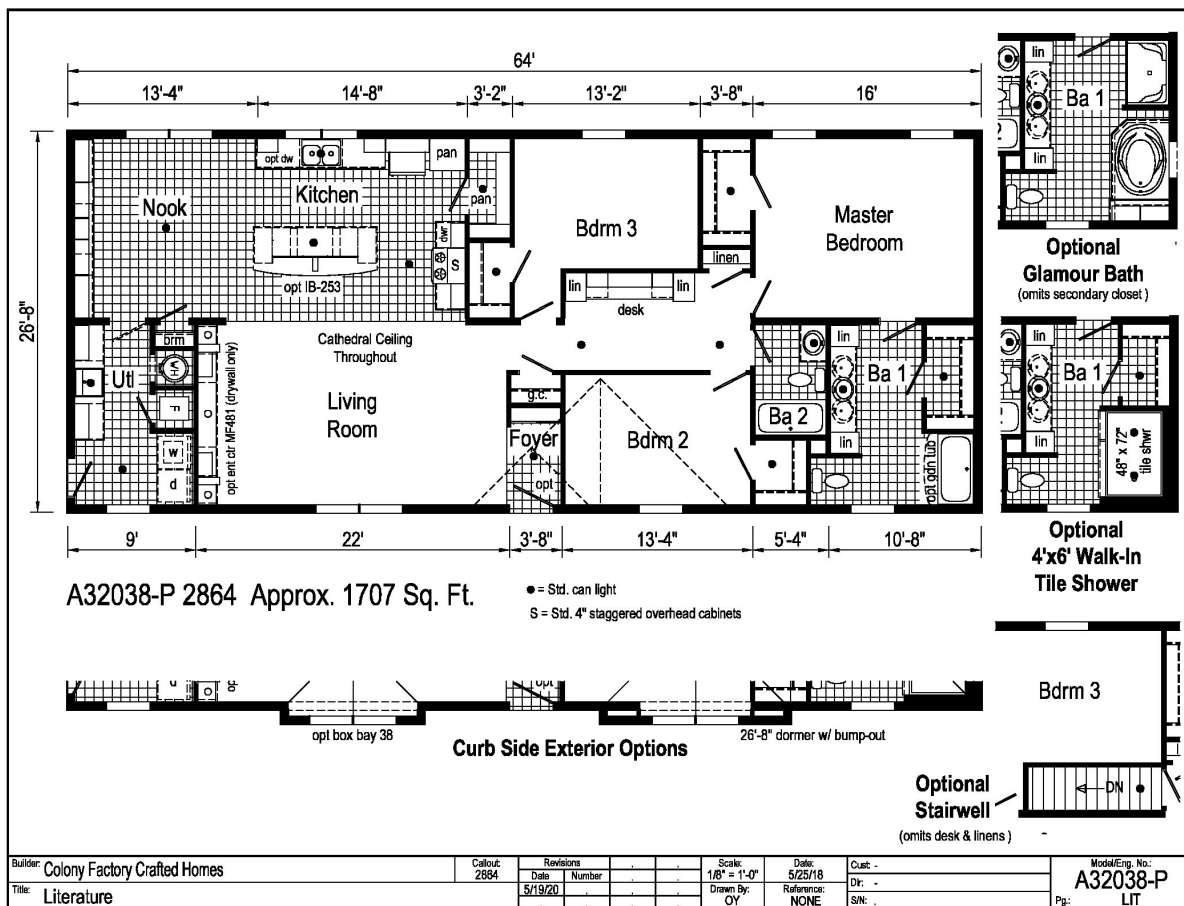 64'
13'-4"
14'-8"
3'-2"
13'-2"
3'-8"
16'
26'-8"
opt dw
pan
Kitchen
pan
Nook
dwr
S
opt IB-253
Bdrm 3
linen
Master
Bedroom
lin
desk
lin
Cathedral Ceiling
Throughout
brm
WH
Utl
F
w
d
opt ent ctr MF481 (drywall only)
Living
Room
g.c.
Foyer
opt
Bdrm 2
Ba 2
lin
Ba 1
lin
opt gdn tub
9'
22'
3'-8"
13'-4"
5'-4"
10'-8"
lin
Ba 1
lin
Optional
Glamour Bath
(omits secondary closet )
lin
Ba 1
lin
48" x 72"
tile shwr
Optional
4'x6' Walk-In
Tile Shower
A32038-P 2864 Approx. 1707 Sq. Ft.
● = Std. can light
S = Std. 4" staggered overhead cabinets
d
opt
opt box bay 38
Curb Side Exterior Options
26'-8" dormer w/ bump-out
Bdrm 3
DN
Optional
Stairwell
(omits desk & linens )
Builder: Colony Factory Crafted Homes
Title: Literature
Callout:
2864
Revisions
Date Number
5/19/20
Scale:
1/8" = 1'-0"
Drawn By:
OY
Date:
5/25/18
Reference:
NONE
Cust: -
Dir: -
S/N: .
Model/Eng. No.:
A32038-P
Pg.: LIT